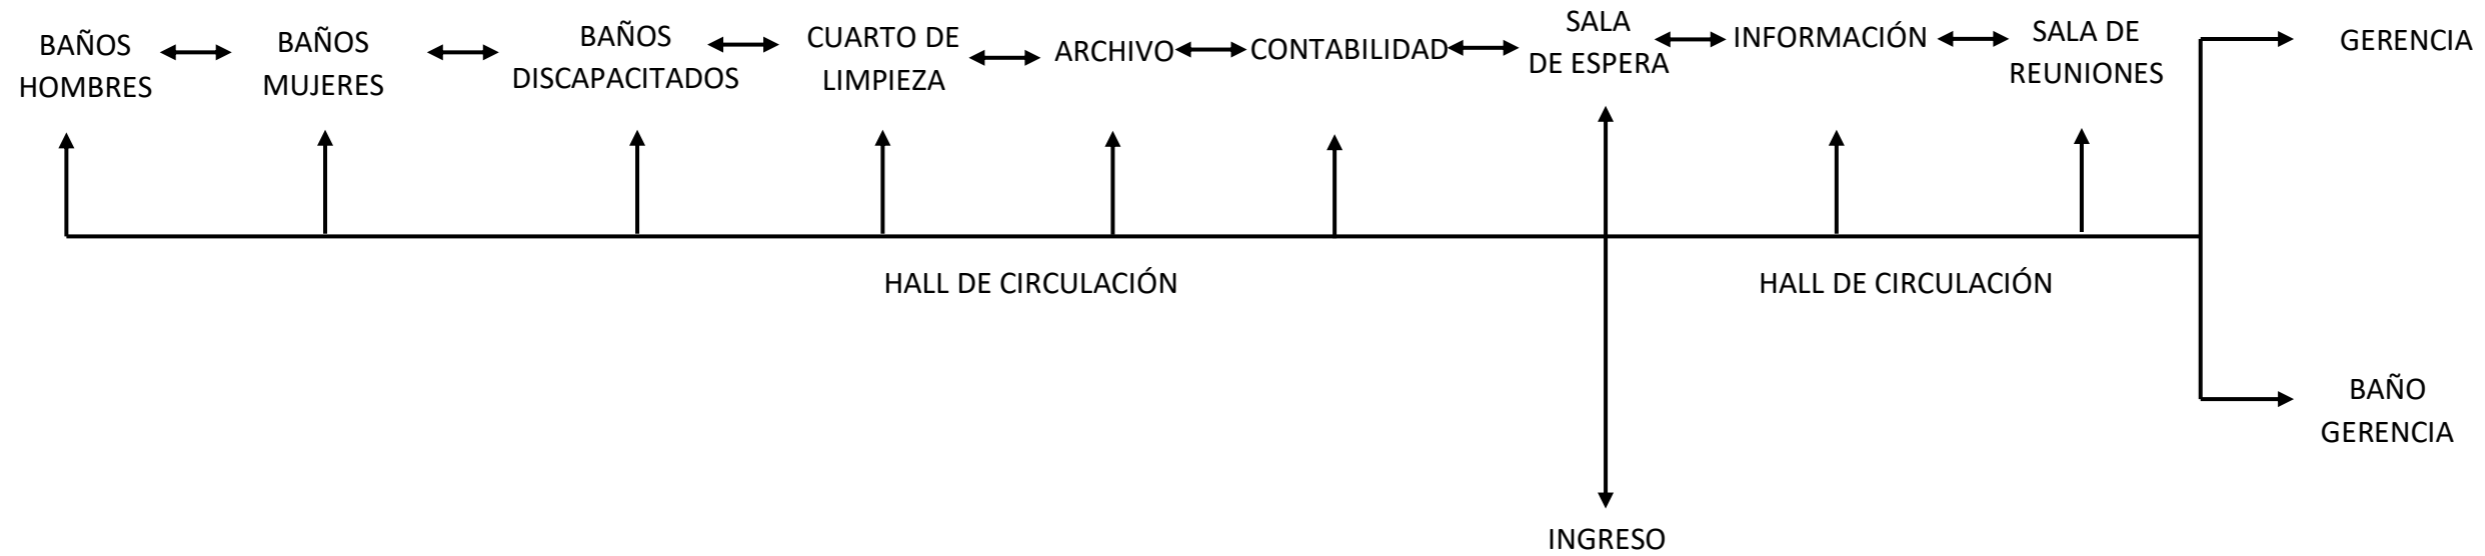 BAÑOS
HOMBRES
BAÑOS
MUJERES
BAÑOS
DISCAPACITADOS
CUARTO DE
LIMPIEZA
ARCHIVO
CONTABILIDAD
SALA
DE ESPERA
INFORMACIÓN
SALA DE
REUNIONES
GERENCIA
HALL DE CIRCULACIÓN
HALL DE CIRCULACIÓN
BAÑO
GERENCIA
INGRESO